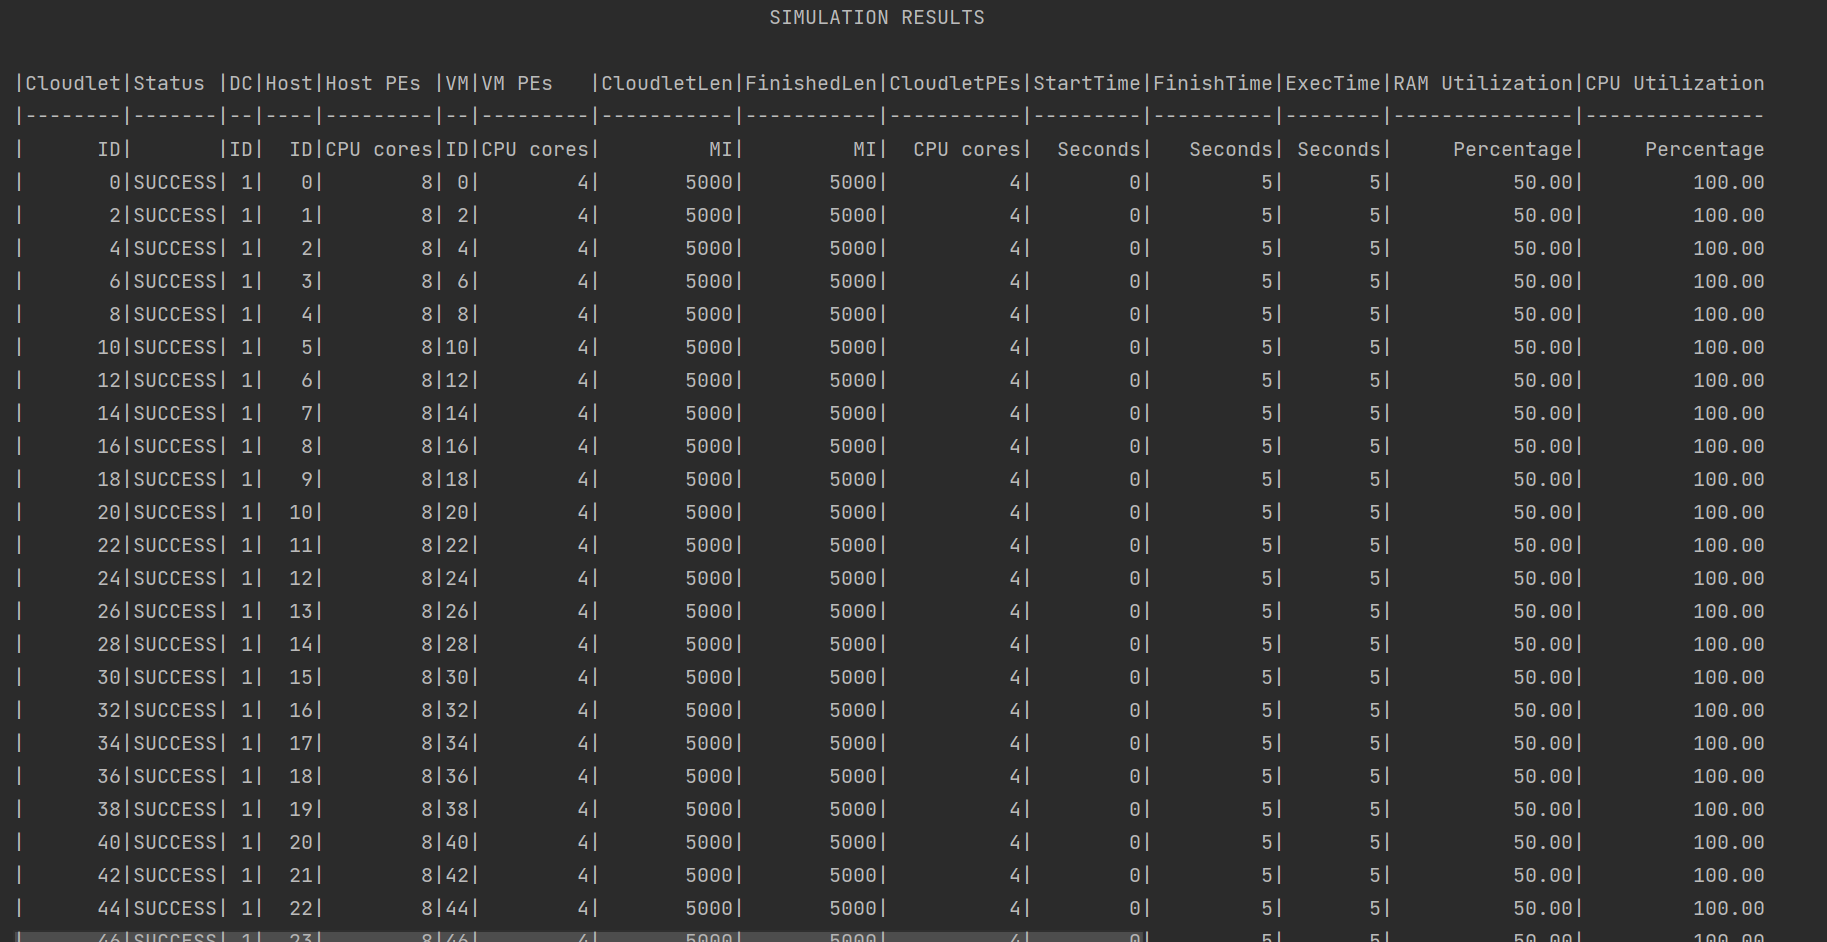 SIMULATION RESULTS
|Cloudlet|Status |DC|Host|Host PEs |VM|VM PEs   |CloudletLen|FinishedLen|CloudletPEs|StartTime|FinishTime|ExecTime|RAM Utilization|CPU Utilization
|--------|-------|--|----|---------|--|---------|-----------|-----------|-----------|---------|----------|--------|---------------|---------------
|      ID|       |ID|  ID|CPU cores|ID|CPU cores|         MI|         MI|  CPU cores|  Seconds|   Seconds| Seconds|     Percentage|     Percentage
|       0|SUCCESS| 1|   0|        8| 0|        4|       5000|       5000|          4|        0|         5|       5|          50.00|         100.00
|       2|SUCCESS| 1|   1|        8| 2|        4|       5000|       5000|          4|        0|         5|       5|          50.00|         100.00
|       4|SUCCESS| 1|   2|        8| 4|        4|       5000|       5000|          4|        0|         5|       5|          50.00|         100.00
|       6|SUCCESS| 1|   3|        8| 6|        4|       5000|       5000|          4|        0|         5|       5|          50.00|         100.00
|       8|SUCCESS| 1|   4|        8| 8|        4|       5000|       5000|          4|        0|         5|       5|          50.00|         100.00
|      10|SUCCESS| 1|   5|        8|10|        4|       5000|       5000|          4|        0|         5|       5|          50.00|         100.00
|      12|SUCCESS| 1|   6|        8|12|        4|       5000|       5000|          4|        0|         5|       5|          50.00|         100.00
|      14|SUCCESS| 1|   7|        8|14|        4|       5000|       5000|          4|        0|         5|       5|          50.00|         100.00
|      16|SUCCESS| 1|   8|        8|16|        4|       5000|       5000|          4|        0|         5|       5|          50.00|         100.00
|      18|SUCCESS| 1|   9|        8|18|        4|       5000|       5000|          4|        0|         5|       5|          50.00|         100.00
|      20|SUCCESS| 1|  10|        8|20|        4|       5000|       5000|          4|        0|         5|       5|          50.00|         100.00
|      22|SUCCESS| 1|  11|        8|22|        4|       5000|       5000|          4|        0|         5|       5|          50.00|         100.00
|      24|SUCCESS| 1|  12|        8|24|        4|       5000|       5000|          4|        0|         5|       5|          50.00|         100.00
|      26|SUCCESS| 1|  13|        8|26|        4|       5000|       5000|          4|        0|         5|       5|          50.00|         100.00
|      28|SUCCESS| 1|  14|        8|28|        4|       5000|       5000|          4|        0|         5|       5|          50.00|         100.00
|      30|SUCCESS| 1|  15|        8|30|        4|       5000|       5000|          4|        0|         5|       5|          50.00|         100.00
|      32|SUCCESS| 1|  16|        8|32|        4|       5000|       5000|          4|        0|         5|       5|          50.00|         100.00
|      34|SUCCESS| 1|  17|        8|34|        4|       5000|       5000|          4|        0|         5|       5|          50.00|         100.00
|      36|SUCCESS| 1|  18|        8|36|        4|       5000|       5000|          4|        0|         5|       5|          50.00|         100.00
|      38|SUCCESS| 1|  19|        8|38|        4|       5000|       5000|          4|        0|         5|       5|          50.00|         100.00
|      40|SUCCESS| 1|  20|        8|40|        4|       5000|       5000|          4|        0|         5|       5|          50.00|         100.00
|      42|SUCCESS| 1|  21|        8|42|        4|       5000|       5000|          4|        0|         5|       5|          50.00|         100.00
|      44|SUCCESS| 1|  22|        8|44|        4|       5000|       5000|          4|        0|         5|       5|          50.00|         100.00
|      46|SUCCESS| 1|  23|        8|46|        4|       5000|       5000|          4|        0|         5|       5|          50.00|         100.00